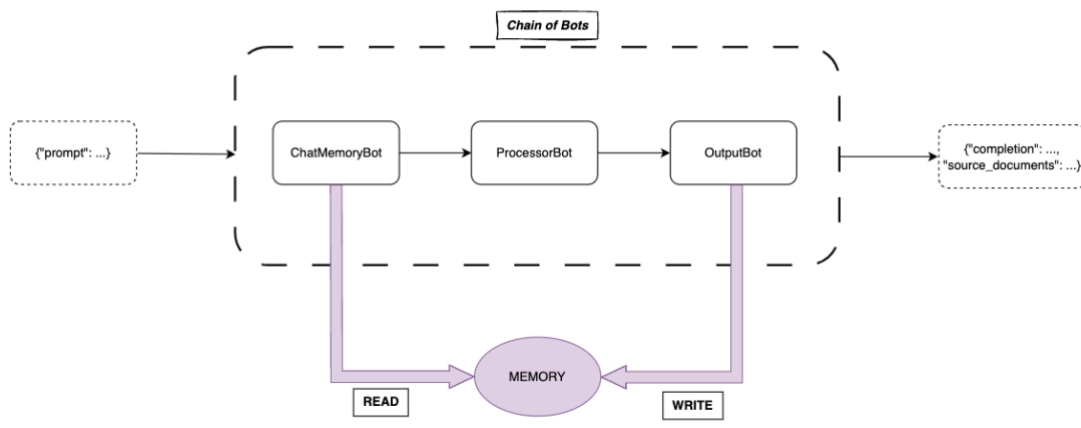 Chain of Bots
{"prompt": ...}
ChatMemoryBot
ProcessorBot
OutputBot
{"completion": ...,
"source_documents": ...}
MEMORY
READ
WRITE